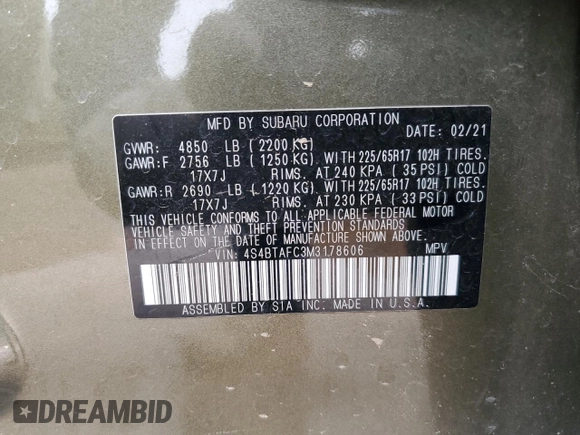 MFD BY SUBARU CORPORATION
DATE: 02/21
GVWR: 4850 LB ( 2200 KG)
GAWR:F 2756 LB ( 1250 KG) WITH 225/65R17 102H TIRES.
17X7J RIMS. AT 240 KPA ( 35 PSI) COLD
GAWR:R 2690 LB ( 1220 KG) WITH 225/65R17 102H TIRES.
17X7J RIMS. AT 230 KPA ( 33 PSI) COLD
THIS VEHICLE CONFORMS TO ALL APPLICABLE FEDERAL MOTOR
VEHICLE SAFETY AND THEFT PREVENTION STANDARDS
IN EFFECT ON THE DATE OF MANUFACTURE SHOWN ABOVE.
VIN: 4S4BTAFC3M3178606 MPV
ASSEMBLED BY SIA INC. MADE IN U.S.A.
DREAMBID